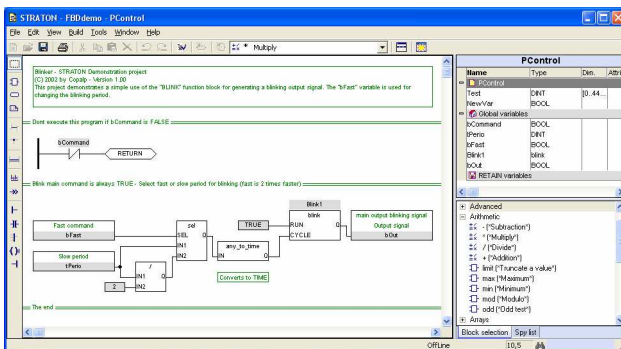 STRATON - FBDdemo - PControl
File Edit View Build Tools Window Help
* Multiply
Blinker - STRATON Demonstration project
(C) 2002 by Copalp - Version 1.00
This project demonstrates a simple use of the "BLINK" function block for generating a blinking output signal. The "bFast" variable is used for
changing the blinking period.
Dont execute this program if bCommand is FALSE
bCommand
RETURN
Blink main command is always TRUE - Select fast or slow period for blinking (fast is 2 times faster)
Fast command
bFast
Slow period
tPerio
2
/
IN1 Q
IN2
sel
SEL Q
IN1
IN2
any_to_time
IN Q
Converts to TIME
TRUE
Blink1
blink
RUN Q
CYCLE
main output blinking signal
Output signal
bOut
The end
PControl
Name Type Dim. Attri
PControl
Test DINT [0..44...
NewVar BOOL
Global variables
bCommand BOOL
tPerio DINT
bFast BOOL
Blink1 blink
bOut BOOL
RETAIN variables
Advanced
Arithmetic
- (*Subtraction*)
* (*Multiply*)
/ (*Divide*)
+ (*Addition*)
limit (*Truncate a value*)
max (*Maximum*)
min (*Minimum*)
mod (*Modulo*)
odd (*Odd test*)
Arrays
Block selection Spy list
OffLine 10,5